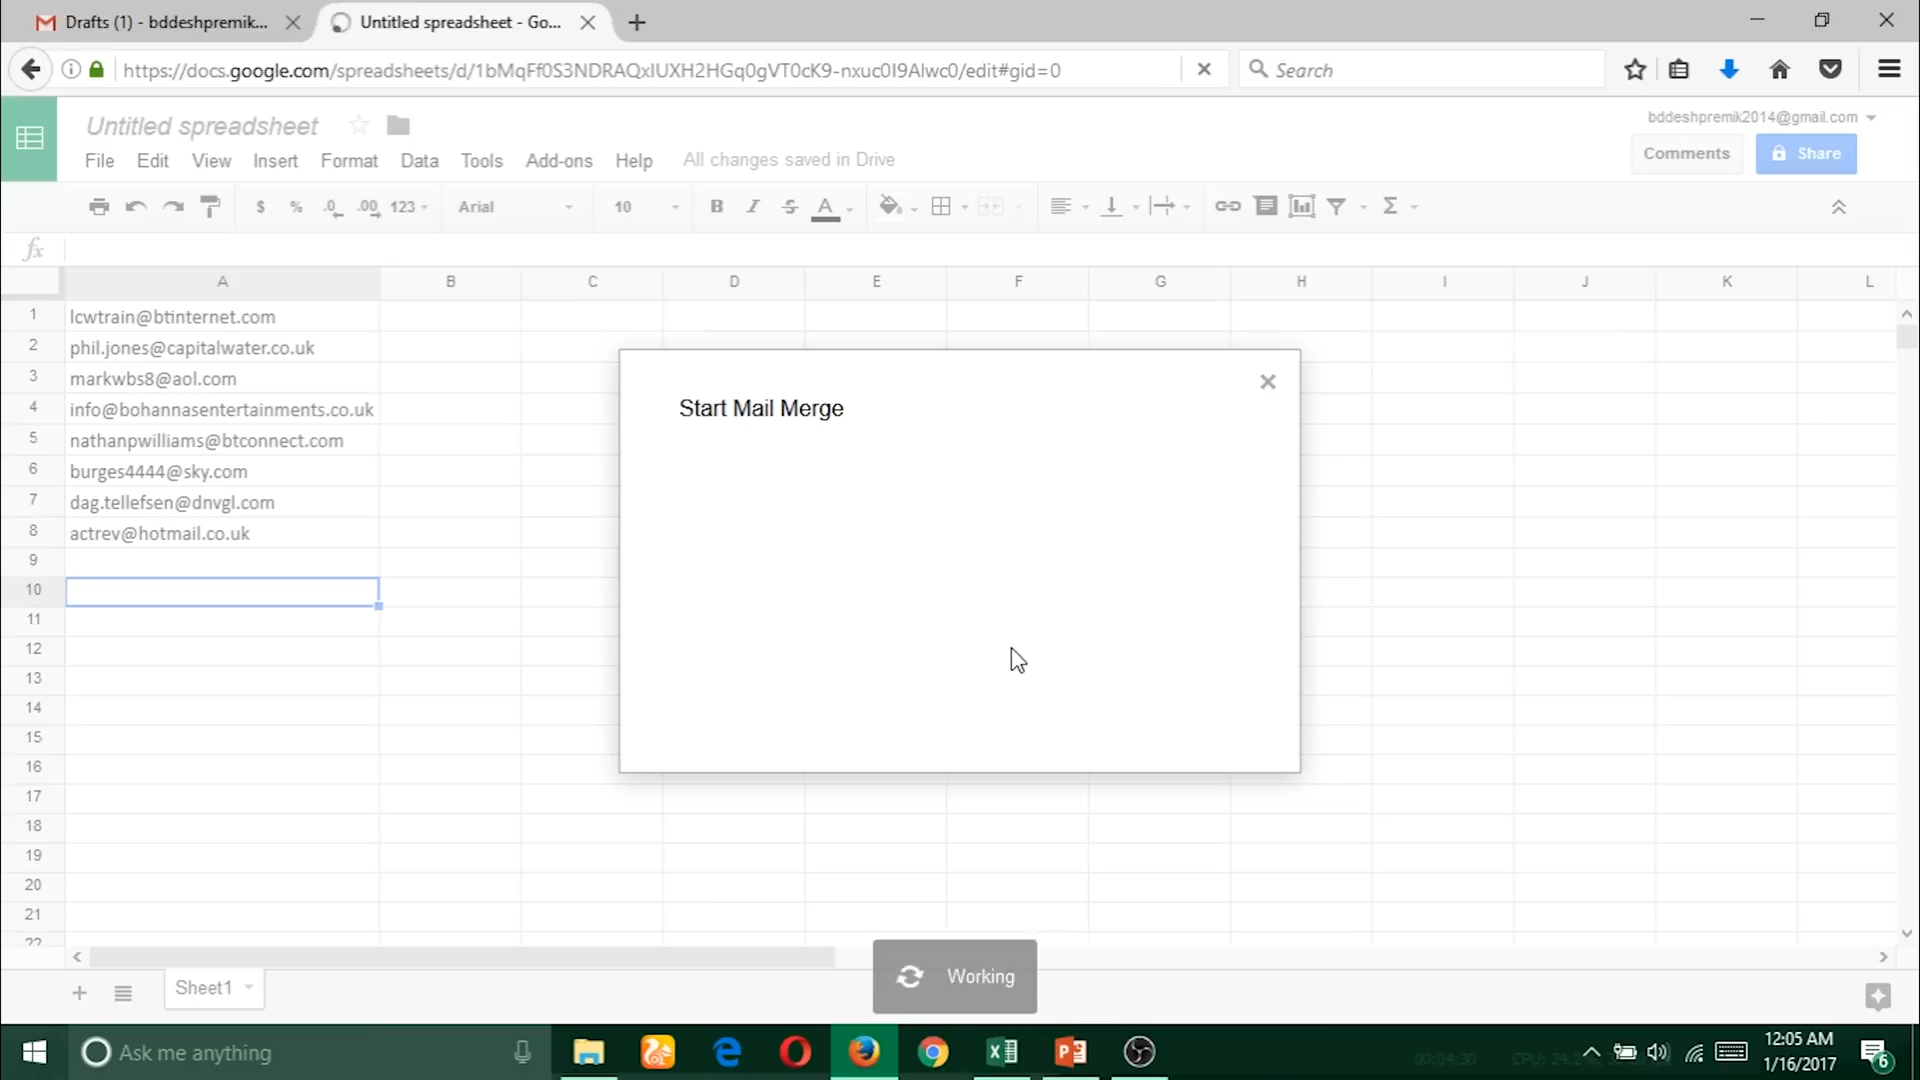 Drafts (1) - bddeshpremik...
Untitled spreadsheet - Go...
https://docs.google.com/spreadsheets/d/1bMqFf0S3NDRAQxIUXH2HGq0gVT0cK9-nxuc0I9Alwc0/edit#gid=0
Search
Untitled spreadsheet
bddeshpremik2014@gmail.com
File Edit View Insert Format Data Tools Add-ons Help All changes saved in Drive
Comments
Share
$ % .0 .00 123 Arial 10 B I S A Σ
fx
A B C D E F G H I J K L
1 lcwtrain@btinternet.com
2 phil.jones@capitalwater.co.uk
3 markwbs8@aol.com
4 info@bohannasentertainments.co.uk
5 nathanpwilliams@btconnect.com
6 burges4444@sky.com
7 dag.tellefsen@dnvgl.com
8 actrev@hotmail.co.uk
9
10
11
12
13
14
15
16
17
18
19
20
21
22
Start Mail Merge
Working
Sheet1
Ask me anything
00:04:30
12:05 AM
1/16/2017
6